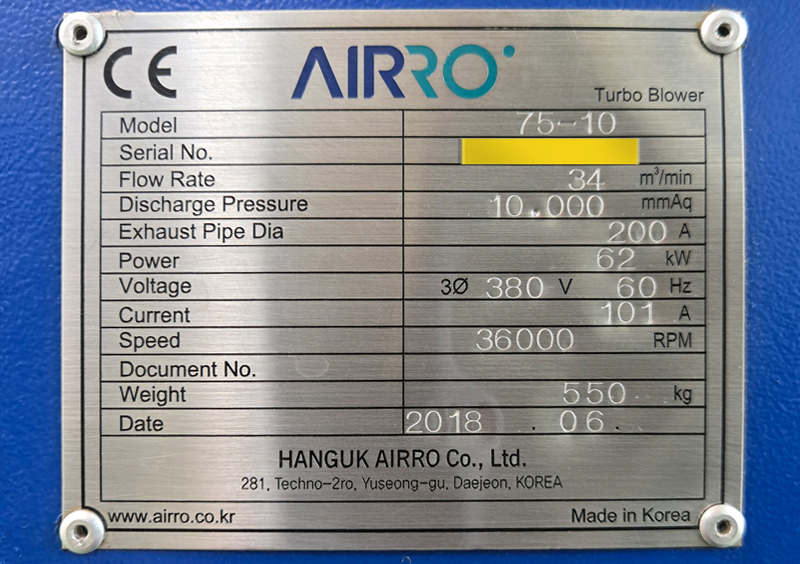 CE AIRRO
Turbo Blower
Model 75-10
Serial No.
Flow Rate 34 m³/min
Discharge Pressure 10,000 mmAq
Exhaust Pipe Dia 200 A
Power 62 kW
Voltage 3Ø 380 V 60 Hz
Current 101 A
Speed 36000 RPM
Document No.
Weight 550 kg
Date 2018 . 06 .
HANGUK AIRRO Co., Ltd.
281, Techno-2ro, Yuseong-gu, Daejeon, KOREA
www.airro.co.kr Made in Korea